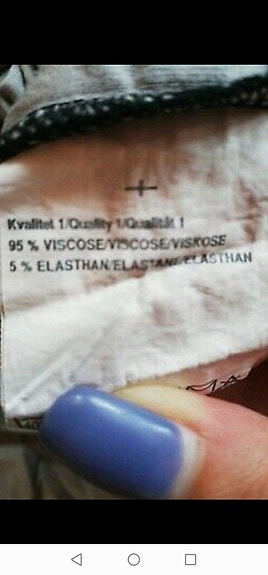 Kvalitet 1/Quality 1/Qualität 1
95 % VISCOSE/VISCOSE/VISKOSE
5 % ELASTHAN/ELASTANE/ELASTHAN